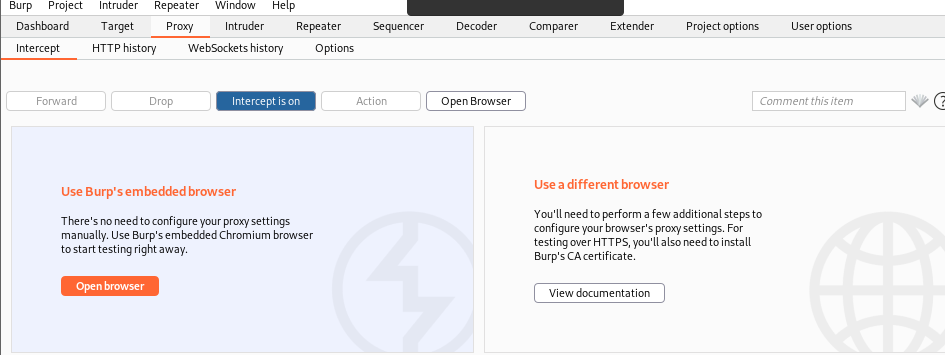 Burp Project Intruder Repeater Window Help
Dashboard Target Proxy Intruder Repeater Sequencer Decoder Comparer Extender Project options User options
Intercept HTTP history WebSockets history Options
Forward Drop Intercept is on Action Open Browser Comment this item ?
Use Burp's embedded browser
There's no need to configure your proxy settings
manually. Use Burp's embedded Chromium browser
to start testing right away.
Open browser
Use a different browser
You'll need to perform a few additional steps to
configure your browser's proxy settings. For
testing over HTTPS, you'll also need to install
Burp's CA certificate.
View documentation